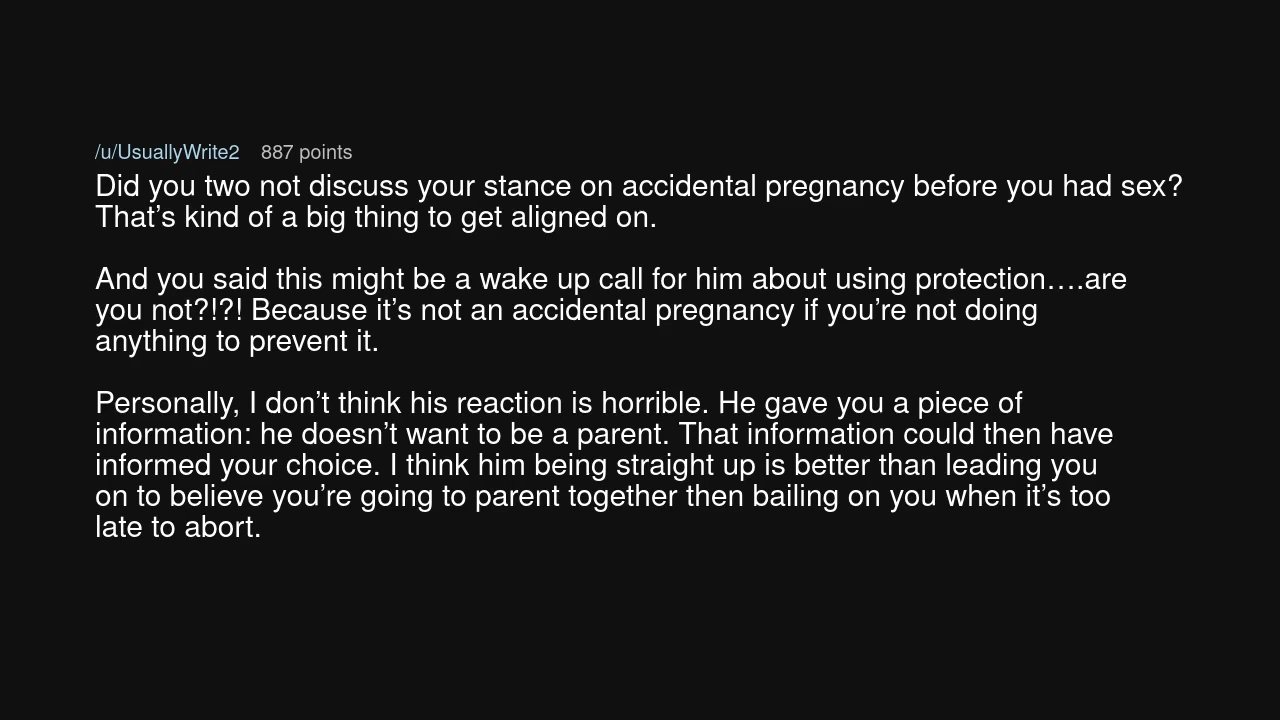 /u/UsuallyWrite2 887 points
Did you two not discuss your stance on accidental pregnancy before you had sex?
That’s kind of a big thing to get aligned on.
And you said this might be a wake up call for him about using protection….are
you not?!?! Because it’s not an accidental pregnancy if you’re not doing
anything to prevent it.
Personally, I don’t think his reaction is horrible. He gave you a piece of
information: he doesn’t want to be a parent. That information could then have
informed your choice. I think him being straight up is better than leading you
on to believe you’re going to parent together then bailing on you when it’s too
late to abort.